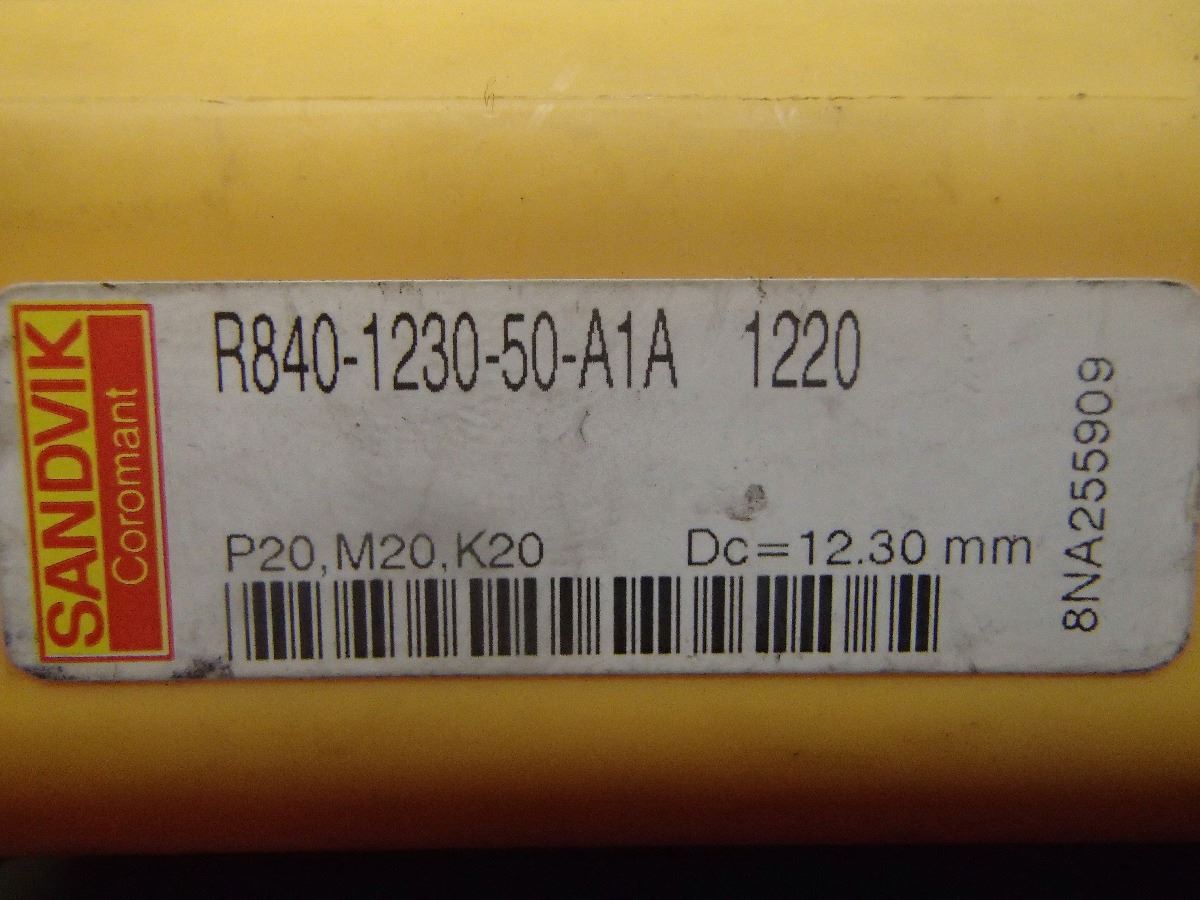 SANDVIK
Coromant
R840-1230-50-A1A 1220
P20, M20, K20 Dc=12.30 mm
8NA255909